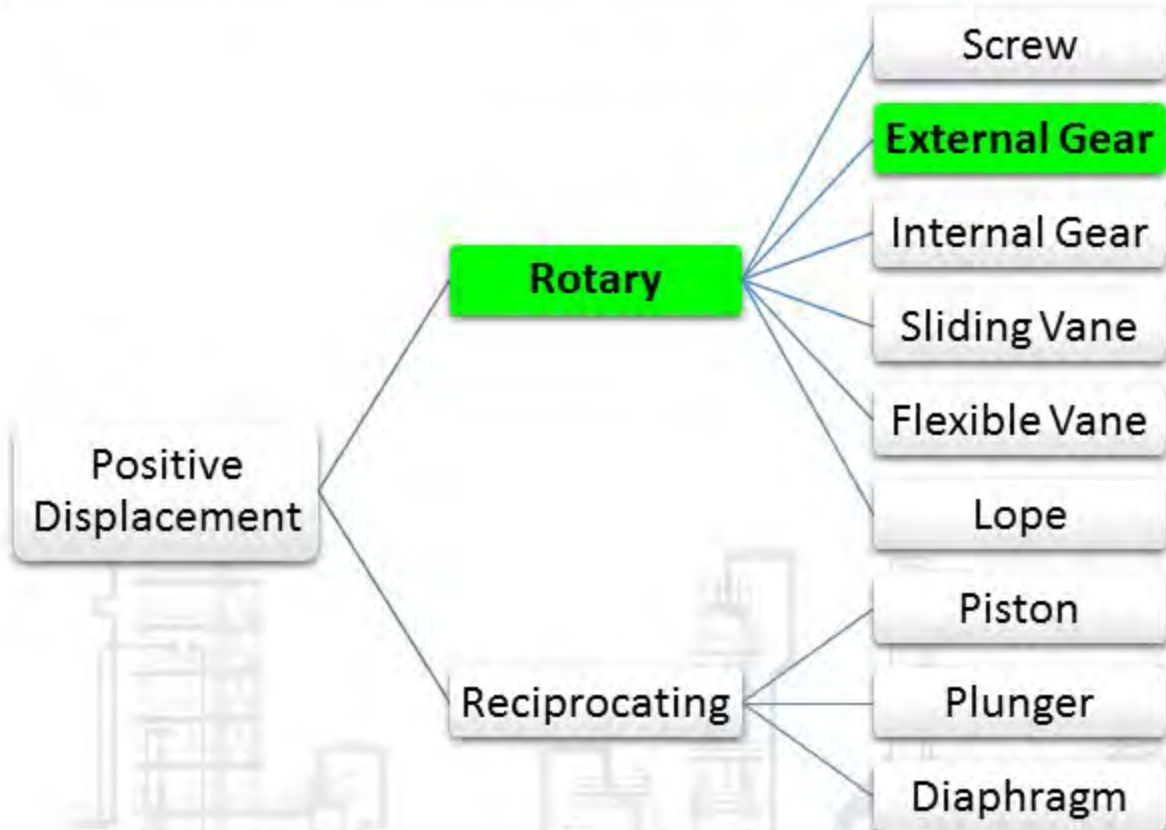 Screw
External Gear
Internal Gear
Rotary
Sliding Vane
Flexible Vane
Positive
Displacement
Lope
Piston
Reciprocating
Plunger
Diaphragm